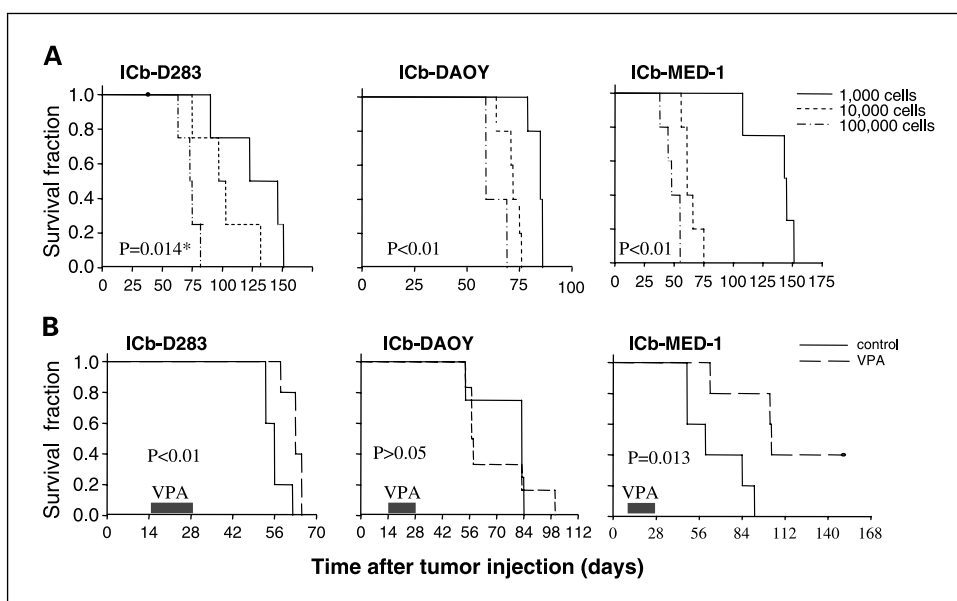 A
ICb-D283
ICb-DAOY
ICb-MED-1
1,000 cells
10,000 cells
100,000 cells
Survival fraction
1.0
0.8
0.6
0.4
0.2
0.0
P=0.014*
P<0.01
P<0.01
0 25 50 75 100 125 150
0 25 50 75 100
0 25 50 75 100 125 150 175
B
ICb-D283
ICb-DAOY
ICb-MED-1
control
VPA
Survival fraction
1.0
0.8
0.6
0.4
0.2
0.0
P<0.01
P>0.05
P=0.013
VPA
VPA
VPA
0 14 28 42 56 70
0 14 28 42 56 70 84 98 112
0 28 56 84 112 140 168
Time after tumor injection (days)